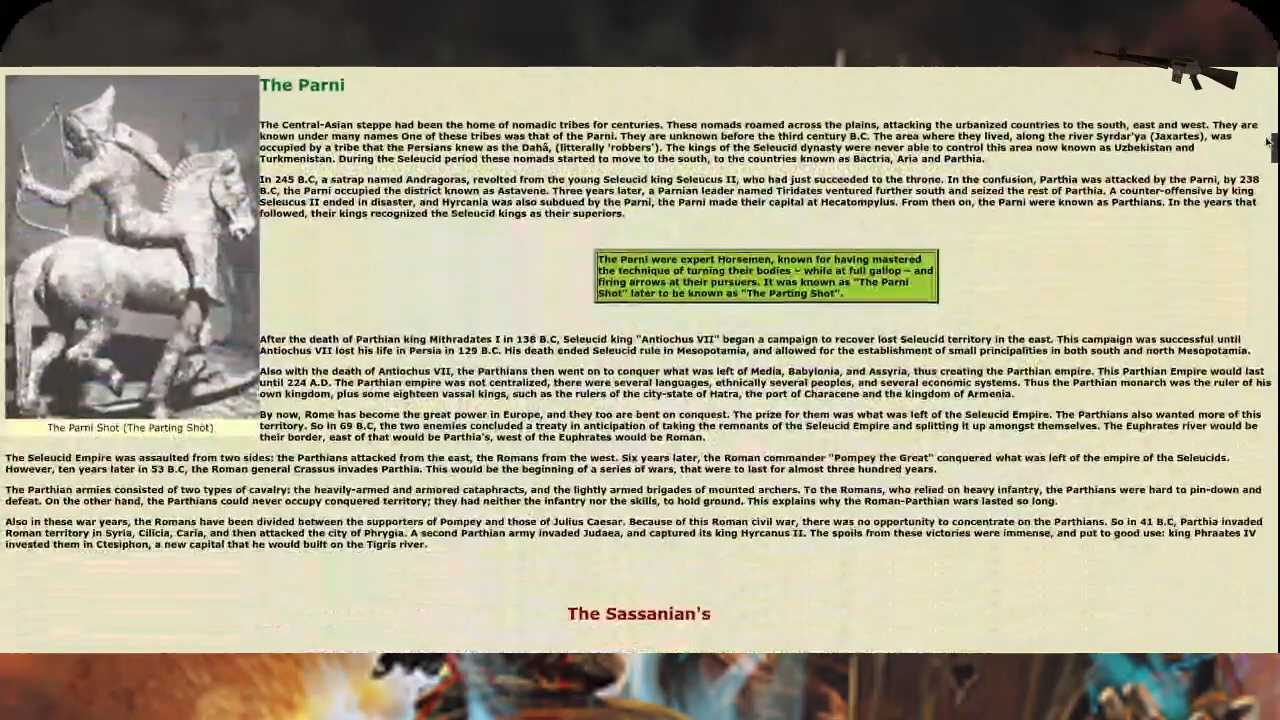 The Parni
The Central-Asian steppe had been the home of nomadic tribes for centuries. These nomads roamed across the plains, attacking the urbanized countries to the south, east and west. They are
known under many names One of these tribes was that of the Parni. They are unknown before the third century B.C. The area where they lived, along the river Syrdar'ya (Jaxartes), was
occupied by a tribe that the Persians knew as the Dahâ, (litterally 'robbers'). The kings of the Seleucid dynasty were never able to control this area now known as Uzbekistan and
Turkmenistan. During the Seleucid period these nomads started to move to the south, to the countries known as Bactria, Aria and Parthia.
In 245 B.C, a satrap named Andragoras, revolted from the young Seleucid king Seleucus II, who had just succeeded to the throne. In the confusion, Parthia was attacked by the Parni, by 238
B.C, the Parni occupied the district known as Astavene. Three years later, a Parnian leader named Tiridates ventured further south and seized the rest of Parthia. A counter-offensive by king
Seleucus II ended in disaster, and Hyrcania was also subdued by the Parni, the Parni made their capital at Hecatompylus. From then on, the Parni were known as Parthians. In the years that
followed, their kings recognized the Seleucid kings as their superiors.
The Parni were expert Horsemen, known for having mastered
the technique of turning their bodies – while at full gallop – and
firing arrows at their pursuers. It was known as "The Parni
Shot" later to be known as "The Parting Shot".
After the death of Parthian king Mithradates I in 138 B.C, Seleucid king "Antiochus VII" began a campaign to recover lost Seleucid territory in the east. This campaign was successful until
Antiochus VII lost his life in Persia in 129 B.C. His death ended Seleucid rule in Mesopotamia, and allowed for the establishment of small principalities in both south and north Mesopotamia.
Also with the death of Antiochus VII, the Parthians then went on to conquer what was left of Media, Babylonia, and Assyria, thus creating the Parthian empire. This Parthian Empire would last
until 224 A.D. The Parthian empire was not centralized, there were several languages, ethnically several peoples, and several economic systems. Thus the Parthian monarch was the ruler of his
own kingdom, plus some eighteen vassal kings, such as the rulers of the city-state of Hatra, the port of Characene and the kingdom of Armenia.
By now, Rome has become the great power in Europe, and they too are bent on conquest. The prize for them was what was left of the Seleucid Empire. The Parthians also wanted more of this
territory. So in 69 B.C, the two enemies concluded a treaty in anticipation of taking the remnants of the Seleucid Empire and splitting it up amongst themselves. The Euphrates river would be
their border, east of that would be Parthia's, west of the Euphrates would be Roman.
The Parni Shot (The Parting Shot)
The Seleucid Empire was assaulted from two sides: the Parthians attacked from the east, the Romans from the west. Six years later, the Roman commander "Pompey the Great" conquered what was left of the empire of the Seleucids.
However, ten years later in 53 B.C, the Roman general Crassus invades Parthia. This would be the beginning of a series of wars, that were to last for almost three hundred years.
The Parthian armies consisted of two types of cavalry: the heavily-armed and armored cataphracts, and the lightly armed brigades of mounted archers. To the Romans, who relied on heavy infantry, the Parthians were hard to pin-down and
defeat. On the other hand, the Parthians could never occupy conquered territory; they had neither the infantry nor the skills, to hold ground. This explains why the Roman-Parthian wars lasted so long.
Also in these war years, the Romans have been divided between the supporters of Pompey and those of Julius Caesar. Because of this Roman civil war, there was no opportunity to concentrate on the Parthians. So in 41 B.C, Parthia invaded
Roman territory in Syria, Cilicia, Caria, and then attacked the city of Phrygia. A second Parthian army invaded Judaea, and captured its king Hyrcanus II. The spoils from these victories were immense, and put to good use: king Phraates IV
invested them in Ctesiphon, a new capital that he would built on the Tigris river.
The Sassanian's